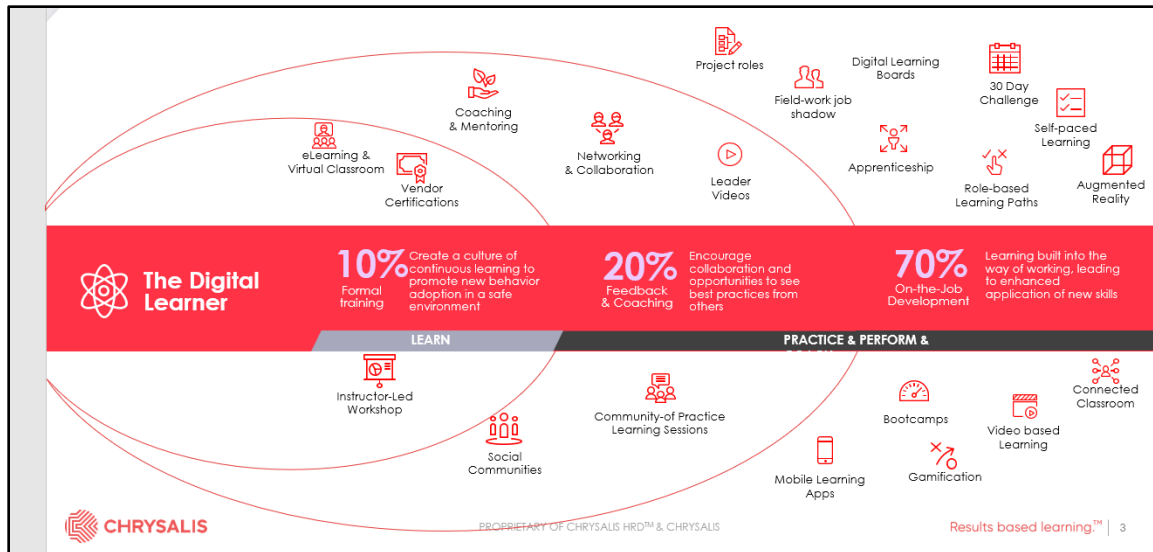 Project roles
Digital Learning
Boards
Field-work job
shadow
30 Day
Challenge
Coaching
& Mentoring
Self-paced
Learning
eLearning &
Virtual Classroom
Networking
& Collaboration
Apprenticeship
Vendor
Certifications
Leader
Videos
Role-based
Learning Paths
Augmented
Reality
The Digital
Learner
10%
Formal
training
Create a culture of
continuous learning to
promote new behavior
adoption in a safe
environment
20%
Feedback
& Coaching
Encourage
collaboration and
opportunities to see
best practices from
others
70%
On-the-Job
Development
Learning built into the
way of working, leading
to enhanced
application of new skills
LEARN
PRACTICE & PERFORM &
Instructor-Led
Workshop
Social
Communities
Community-of Practice
Learning Sessions
Bootcamps
Connected
Classroom
Video based
Learning
Mobile Learning
Apps
Gamification
CHRYSALIS
PROPRIETARY OF CHRYSALIS HRD™ & CHRYSALIS
Results based learning.™ | 3